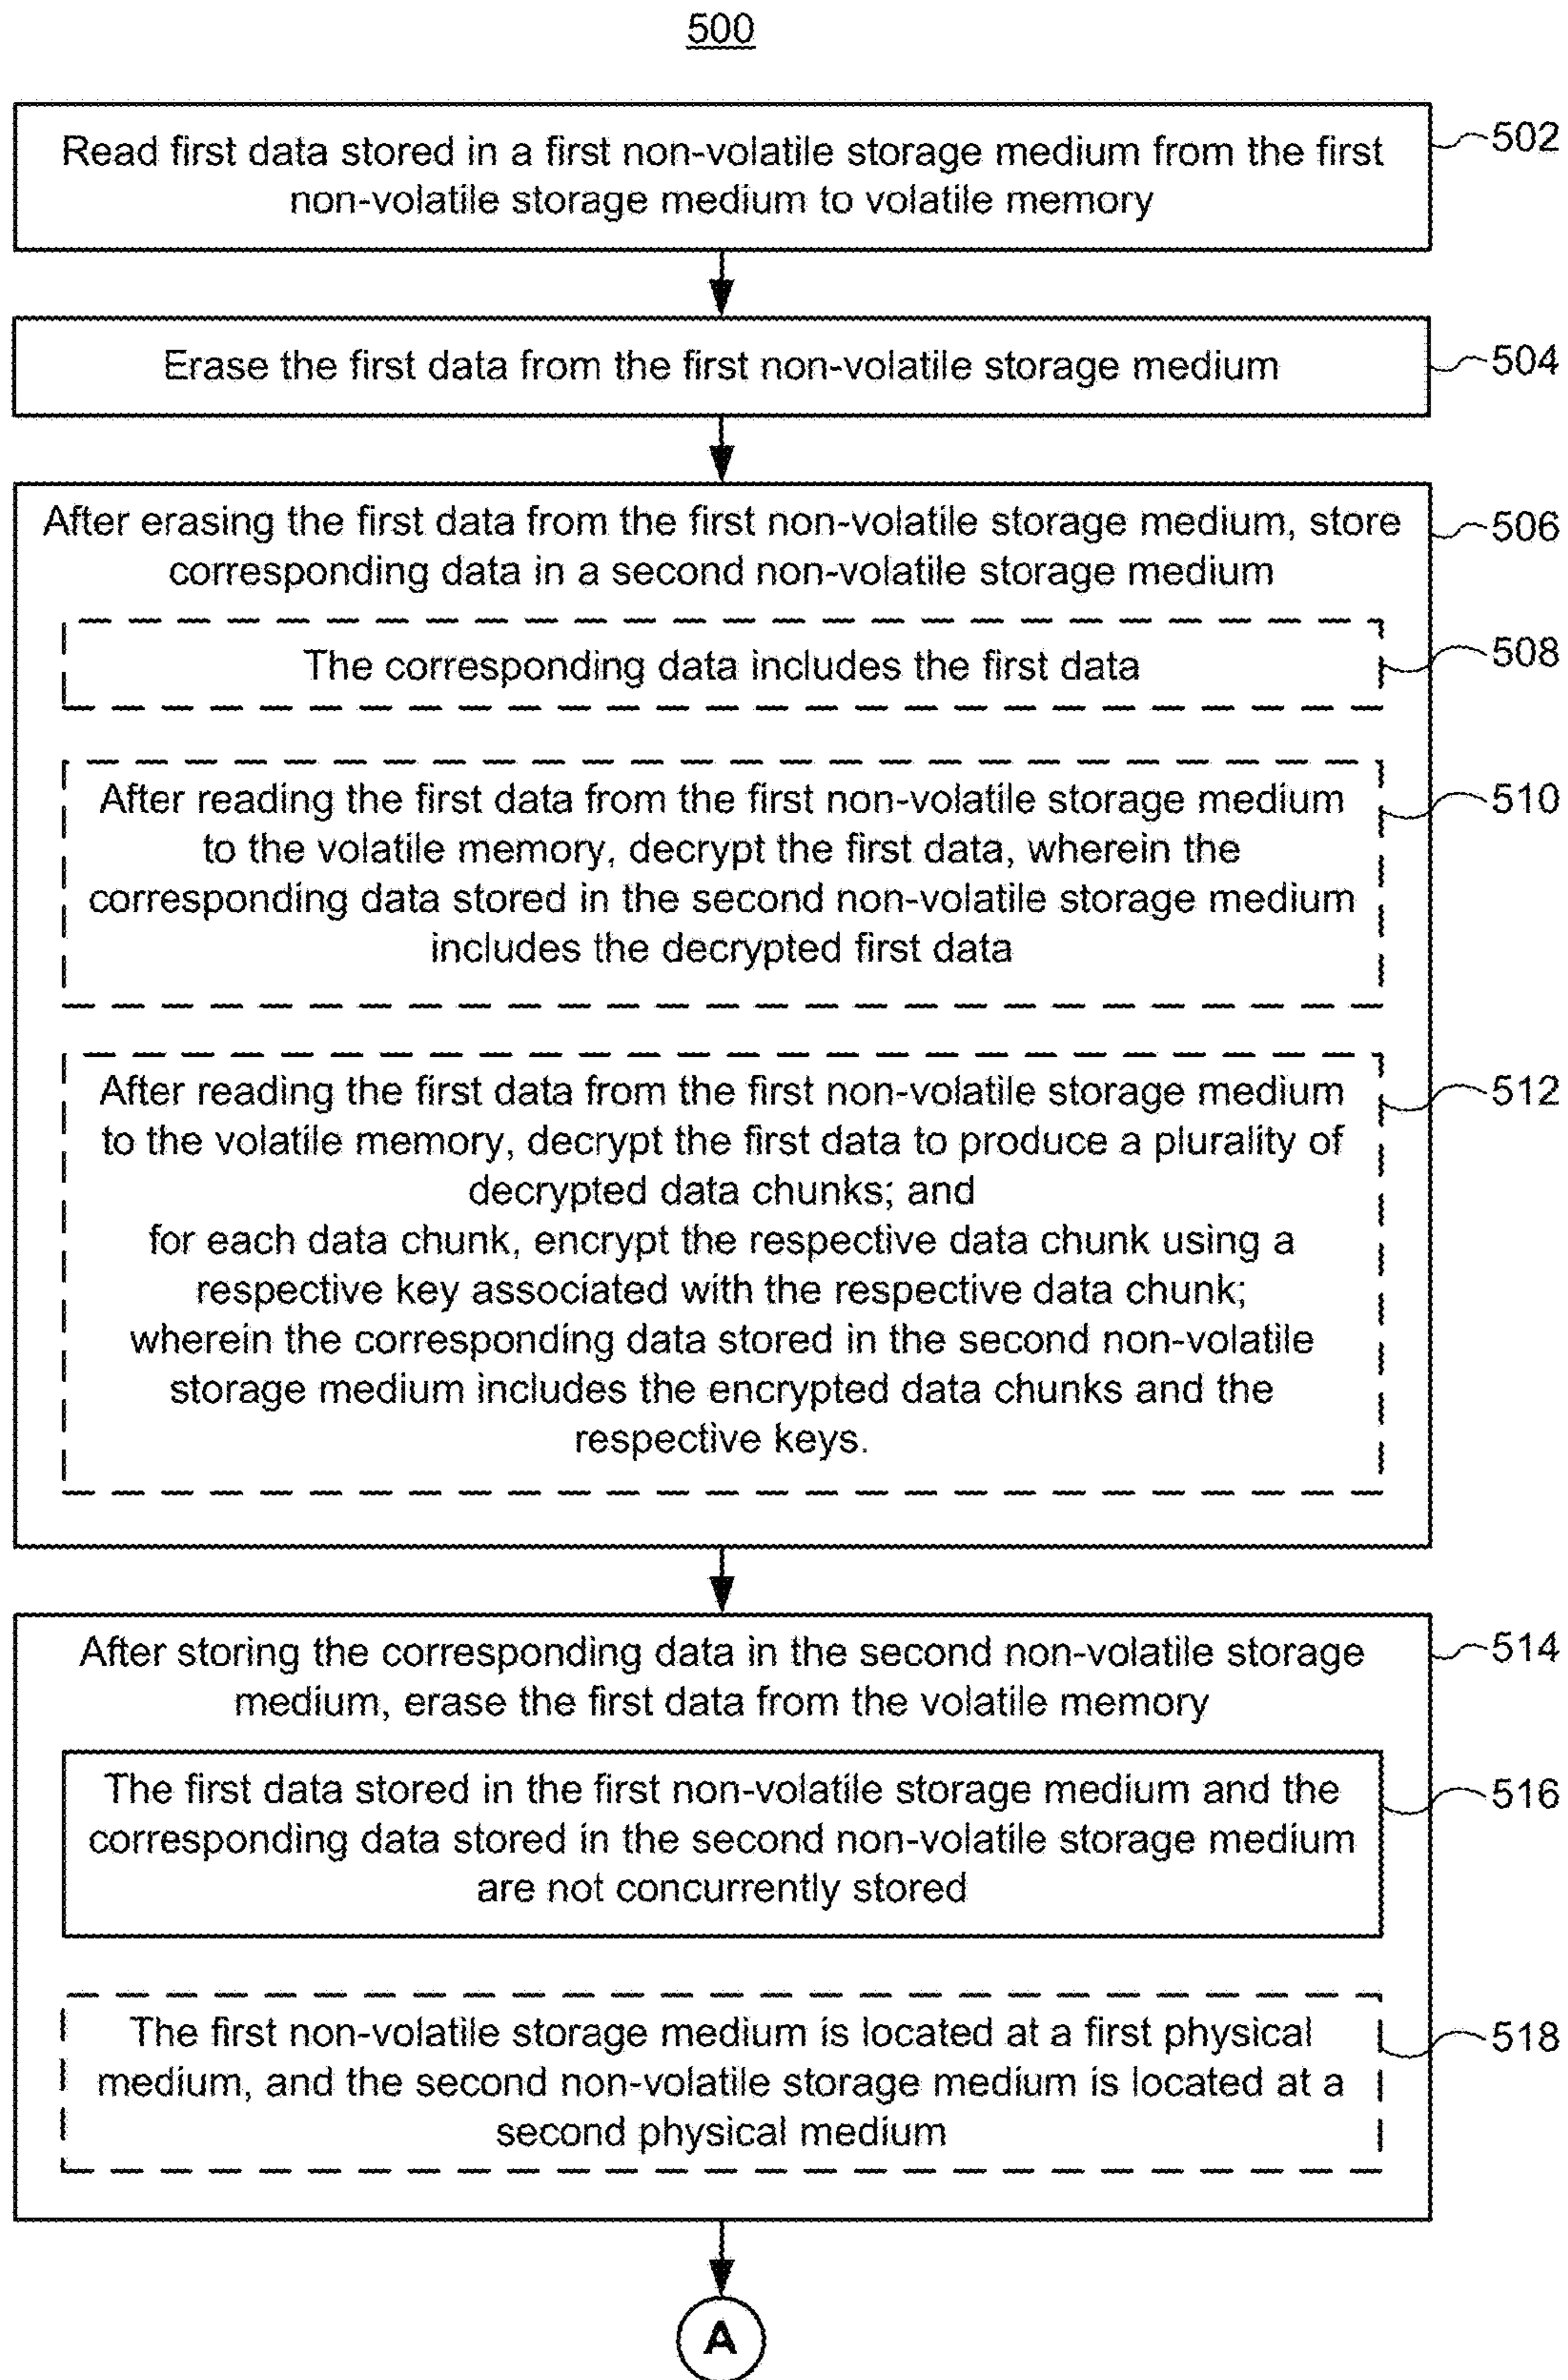 500
Read first data stored in a first non-volatile storage medium from the first
non-volatile storage medium to volatile memory
502
Erase the first data from the first non-volatile storage medium
504
After erasing the first data from the first non-volatile storage medium, store
corresponding data in a second non-volatile storage medium
506
The corresponding data includes the first data
508
After reading the first data from the first non-volatile storage medium
to the volatile memory, decrypt the first data, wherein the
corresponding data stored in the second non-volatile storage medium
includes the decrypted first data
510
After reading the first data from the first non-volatile storage medium
to the volatile memory, decrypt the first data to produce a plurality of
decrypted data chunks; and
for each data chunk, encrypt the respective data chunk using a
respective key associated with the respective data chunk;
wherein the corresponding data stored in the second non-volatile
storage medium includes the encrypted data chunks and the
respective keys.
512
After storing the corresponding data in the second non-volatile storage
medium, erase the first data from the volatile memory
514
The first data stored in the first non-volatile storage medium and the
corresponding data stored in the second non-volatile storage medium
are not concurrently stored
516
The first non-volatile storage medium is located at a first physical
medium, and the second non-volatile storage medium is located at a
second physical medium
518
A